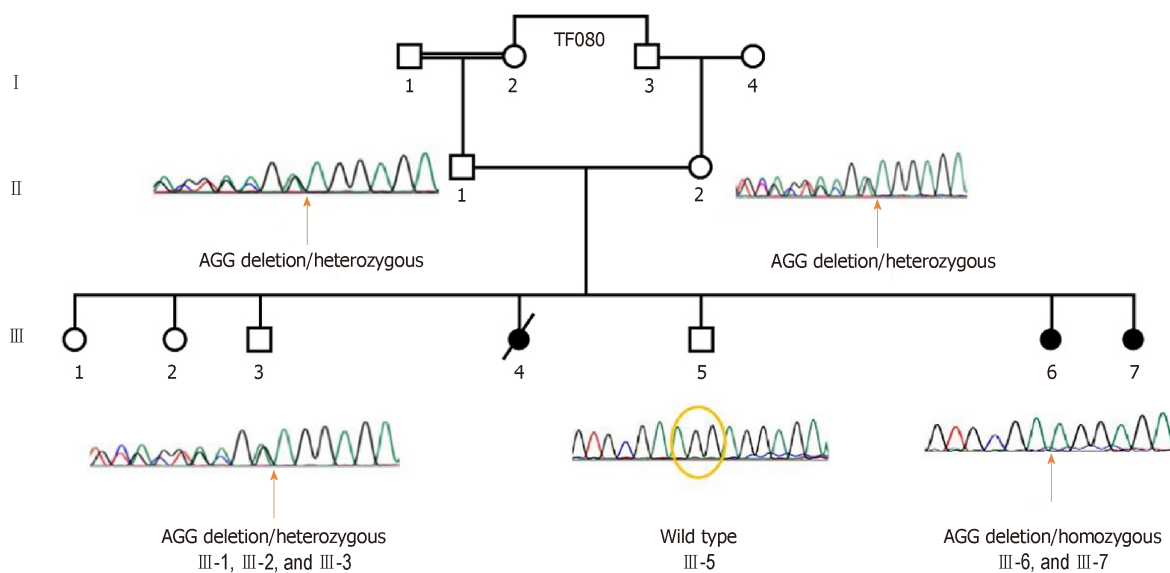 TF080
Ⅰ
1
2
3
4
Ⅱ
1
2
AGG deletion/heterozygous
AGG deletion/heterozygous
Ⅲ
1
2
3
4
5
6
7
AGG deletion/heterozygous
Ⅲ-1, Ⅲ-2, and Ⅲ-3
Wild type
Ⅲ-5
AGG deletion/homozygous
Ⅲ-6, and Ⅲ-7